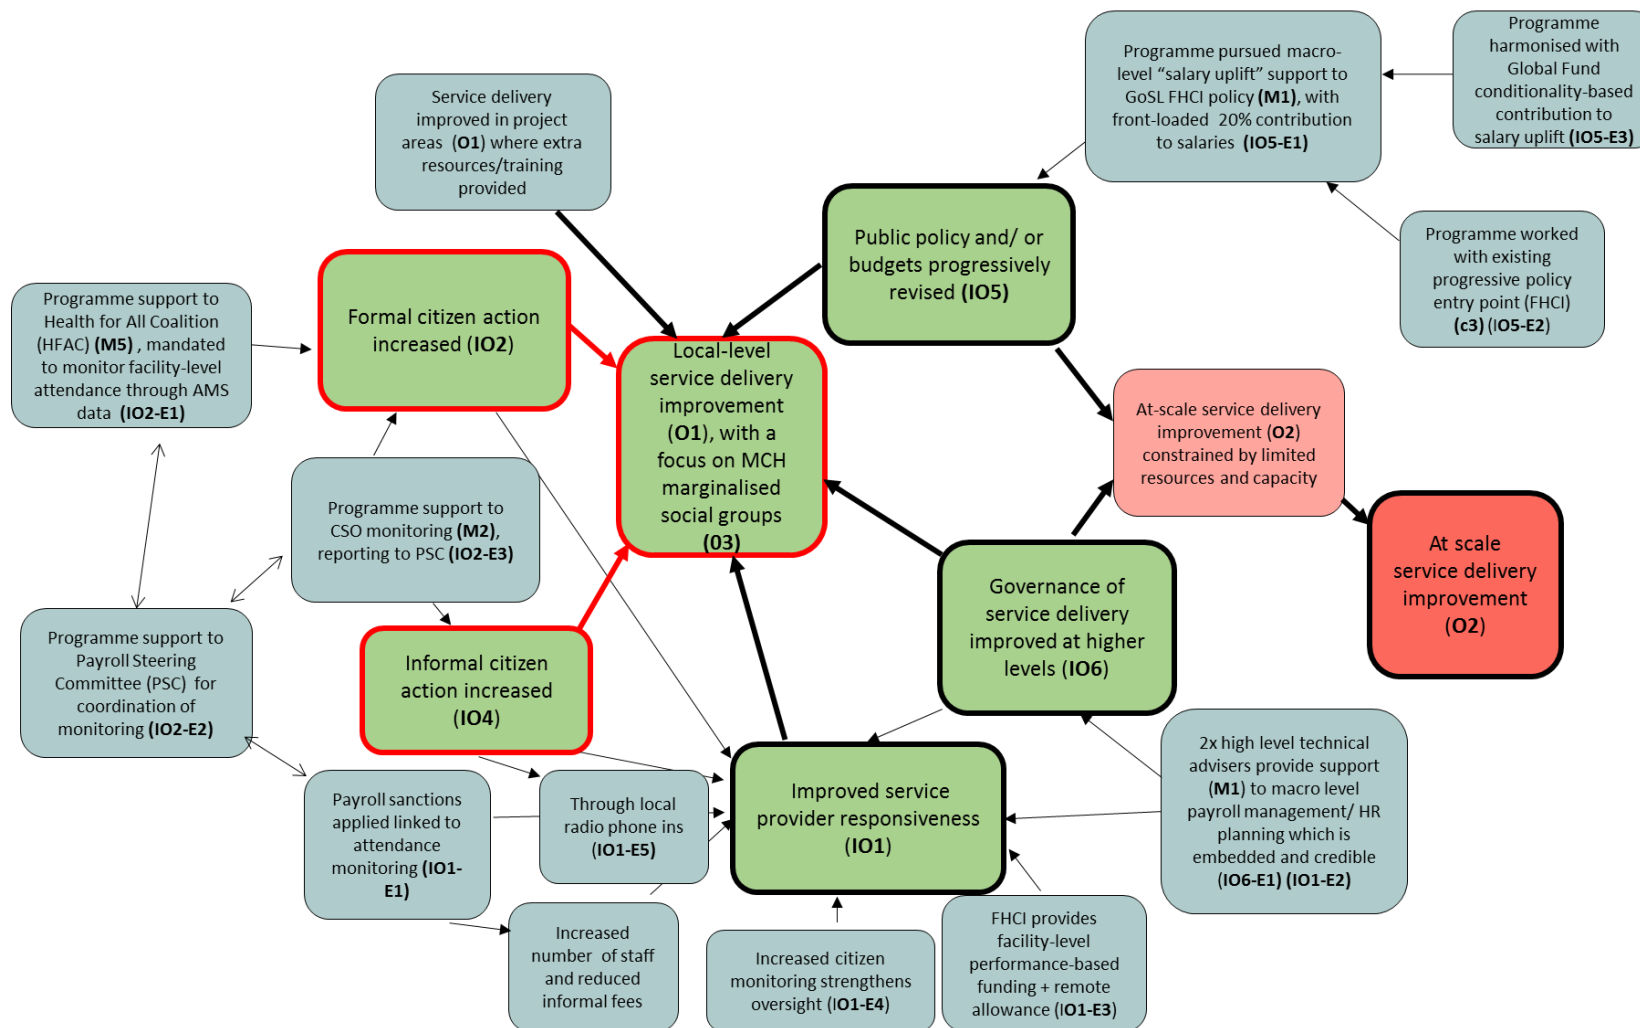 Service delivery
improved in project
areas (O1) where extra
resources/training
provided
Programme pursued macro-
level “salary uplift” support to
GoSL FHCI policy (M1), with
front-loaded 20% contribution
to salaries (IO5-E1)
Programme
harmonised with
Global Fund
conditionality-based
contribution to
salary uplift (IO5-E3)
Programme worked
with existing
progressive policy
entry point (FHCI)
(c3) (IO5-E2)
Public policy and/ or
budgets progressively
revised (IO5)
Programme support to
Health for All Coalition
(HFAC) (M5) , mandated
to monitor facility-level
attendance through AMS
data (IO2-E1)
Formal citizen action
increased (IO2)
Local-level
service delivery
improvement
(O1), with a
focus on MCH
marginalised
social groups
(03)
At-scale service delivery
improvement (O2)
constrained by limited
resources and capacity
At scale
service delivery
improvement
(O2)
Programme support to
CSO monitoring (M2),
reporting to PSC (IO2-E3)
Governance of
service delivery
improved at higher
levels (IO6)
Programme support to
Payroll Steering
Committee (PSC) for
coordination of
monitoring (IO2-E2)
Informal citizen
action increased
(IO4)
Payroll sanctions
applied linked to
attendance
monitoring (IO1-
E1)
Through local
radio phone ins
(IO1-E5)
Improved service
provider responsiveness
(IO1)
2x high level technical
advisers provide support
(M1) to macro level
payroll management/ HR
planning which is
embedded and credible
(IO6-E1) (IO1-E2)
Increased
number of staff
and reduced
informal fees
Increased citizen
monitoring strengthens
oversight (IO1-E4)
FHCI provides
facility-level
performance-based
funding + remote
allowance (IO1-E3)